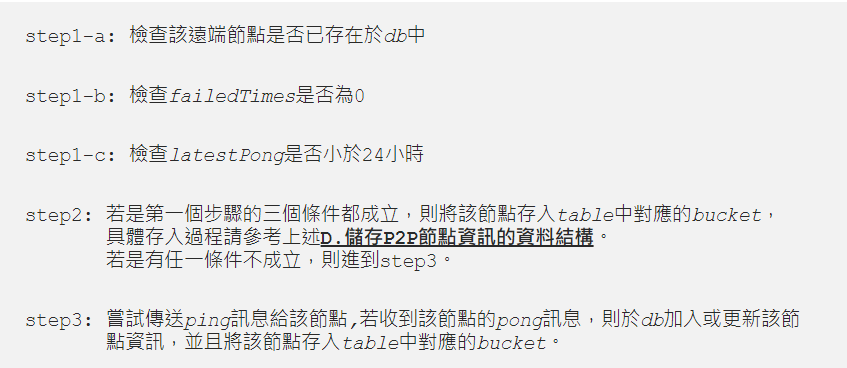 step1-a: 檢查該遠端節點是否已存在於db中
step1-b: 檢查failedTimes是否為0
step1-c: 檢查latestPong是否小於24小時
step2: 若是第一個步驟的三個條件都成立，則將該節點存入table中對應的bucket，
具體存入過程請參考上述D.儲存P2P節點資訊的資料結構。
若是有任一條件不成立，則進到step3。
step3: 嘗試傳送ping訊息給該節點,若收到該節點的pong訊息，則於db加入或更新該節
點資訊，並且將該節點存入table中對應的bucket。